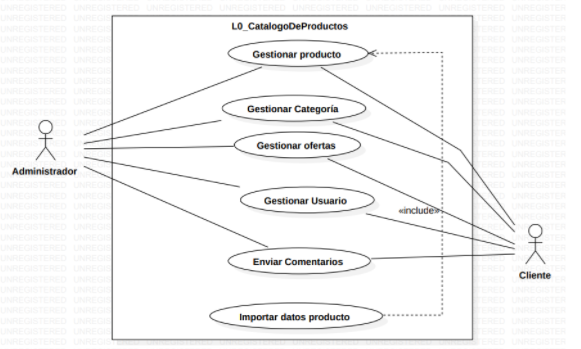 L0_CatalogoDeProductos
Gestionar producto
Gestionar Categoría
Gestionar ofertas
Administrador
Gestionar Usuario
«include»
Enviar Comentarios
Cliente
Importar datos producto